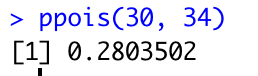 > ppois(30, 34)
[1] 0.2803502